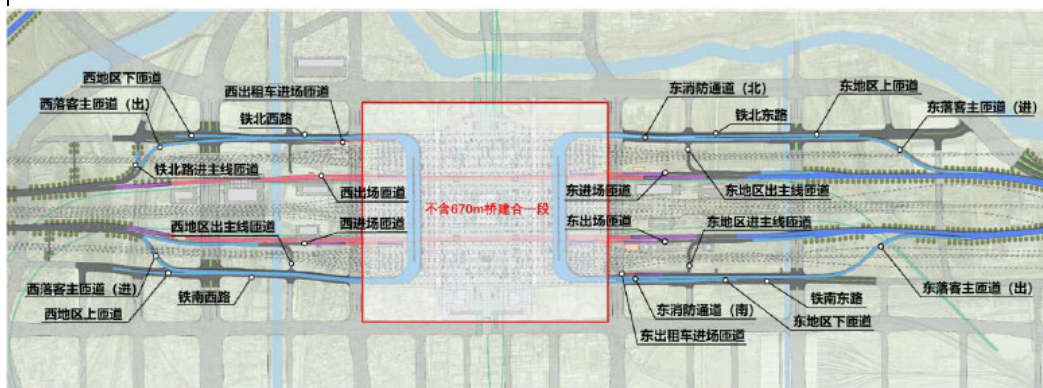 西地区下匝道
西出租车进场匝道
西落客主匝道（出）
铁北西路
铁北路进主线匝道
西出场匝道
西地区出主线匝道
西进场匝道
西落客主匝道（进）
铁南西路
西地区上匝道
不含670m桥建合一段
东消防通道（北）
东地区上匝道
铁北东路
东落客主匝道（进）
东进场匝道
东地区出主线匝道
东出场匝道
东地区进主线匝道
东落客主匝道（出）
东消防通道（南）
铁南东路
东地区下匝道
东出租车进场匝道